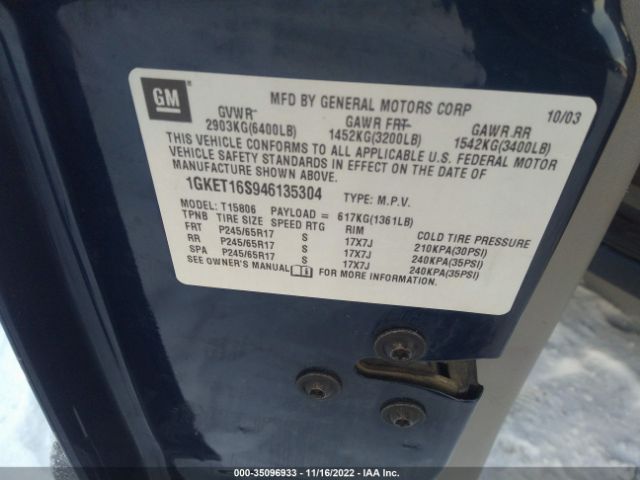 GM
MFD BY GENERAL MOTORS CORP 10/03
GVWR GAWR FRT GAWR RR
2903KG(6400LB) 1452KG(3200LB) 1542KG(3400LB)
THIS VEHICLE CONFORMS TO ALL APPLICABLE U.S. FEDERAL MOTOR
VEHICLE SAFETY STANDARDS IN EFFECT ON THE DATE OF
MANUFACTURE SHOWN ABOVE.
1GKET16S946135304 TYPE: M.P.V.
MODEL: T15806 PAYLOAD = 617KG(1361LB)
TPNB TIRE SIZE SPEED RTG RIM COLD TIRE PRESSURE
FRT P245/65R17 S 17X7J 210KPA(30PSI)
RR P245/65R17 S 17X7J 240KPA(35PSI)
SPA P245/65R17 S 17X7J 240KPA(35PSI)
SEE OWNER'S MANUAL FOR MORE INFORMATION.
000-35096933 - 11/16/2022 - IAA Inc.